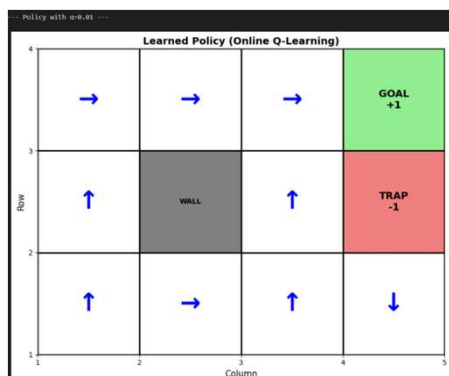 --- Policy with α=0.01 ---
Learned Policy (Online Q-Learning)
4
→ → → GOAL
+1
3
↑ WALL ↑ TRAP
-1
Row
2
↑ → ↑ ↓
1
1 2 3 4 5
Column